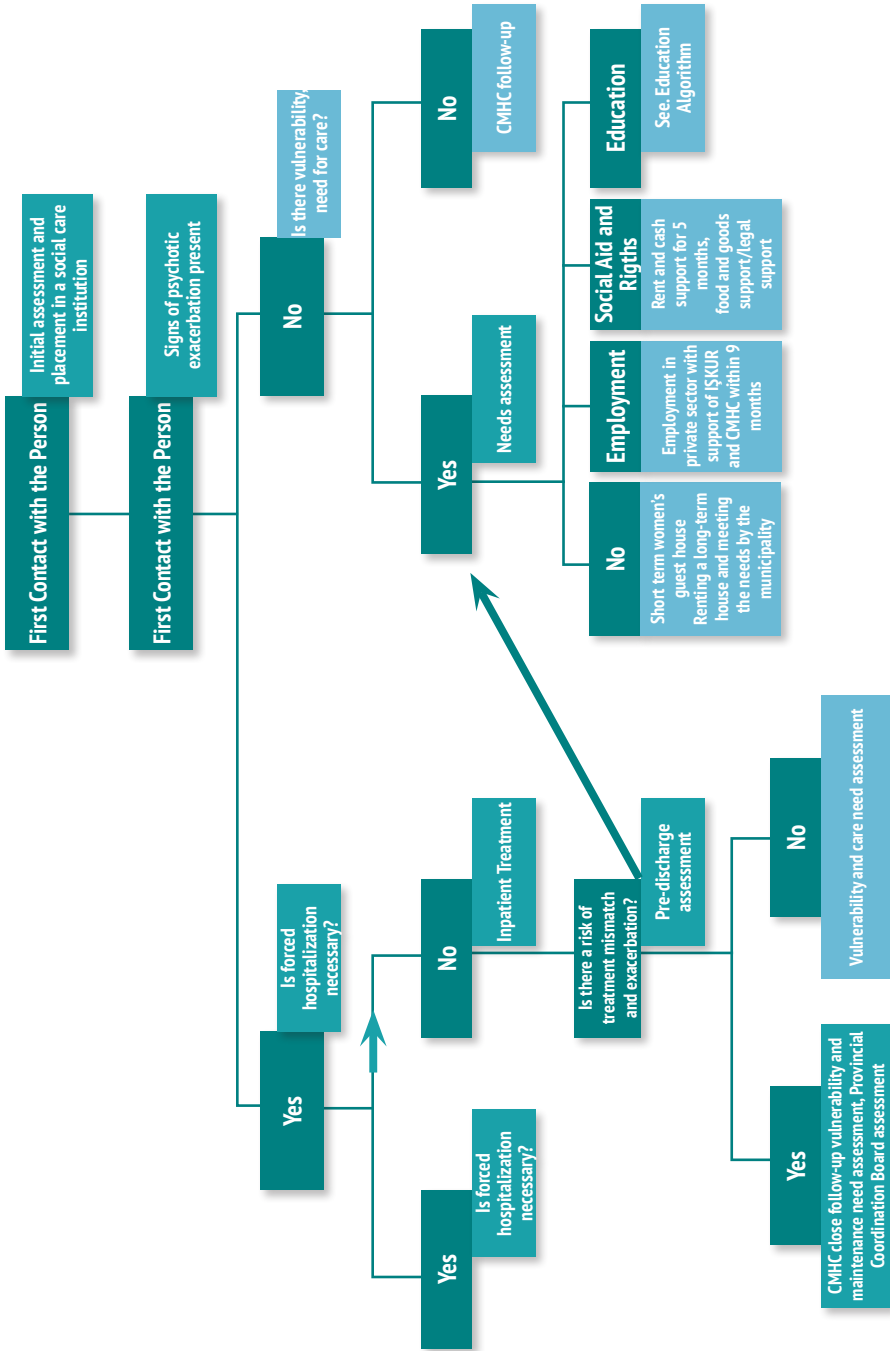 First Contact with the Person
Initial assessment and
placement in a social care
institution
First Contact with the Person
Signs of psychotic
exacerbation present
Yes
Is forced
hospitalization
necessary?
No
Is there vulnerability,
need for care?
Yes
Is forced
hospitalization
necessary?
No
Inpatient Treatment
Yes
Needs assessment
No
CMHC follow-up
Is there a risk of
treatment mismatch
and exacerbation?
Pre-discharge
assessment
No
Short term women's
guest house
Renting a long-term
house and meeting
the needs by the
municipality
Employment
Employment in
private sector with
support of IŞKUR
and CMHC within 9
months
Social Aid and
Rigths
Rent and cash
support for 5
months,
food and goods
support/legal
support
Education
See. Education
Algorithm
Yes
CMHC close follow-up vulnerability and
maintenance need assessment, Provincial
Coordination Board assessment
No
Vulnerability and care need assessment